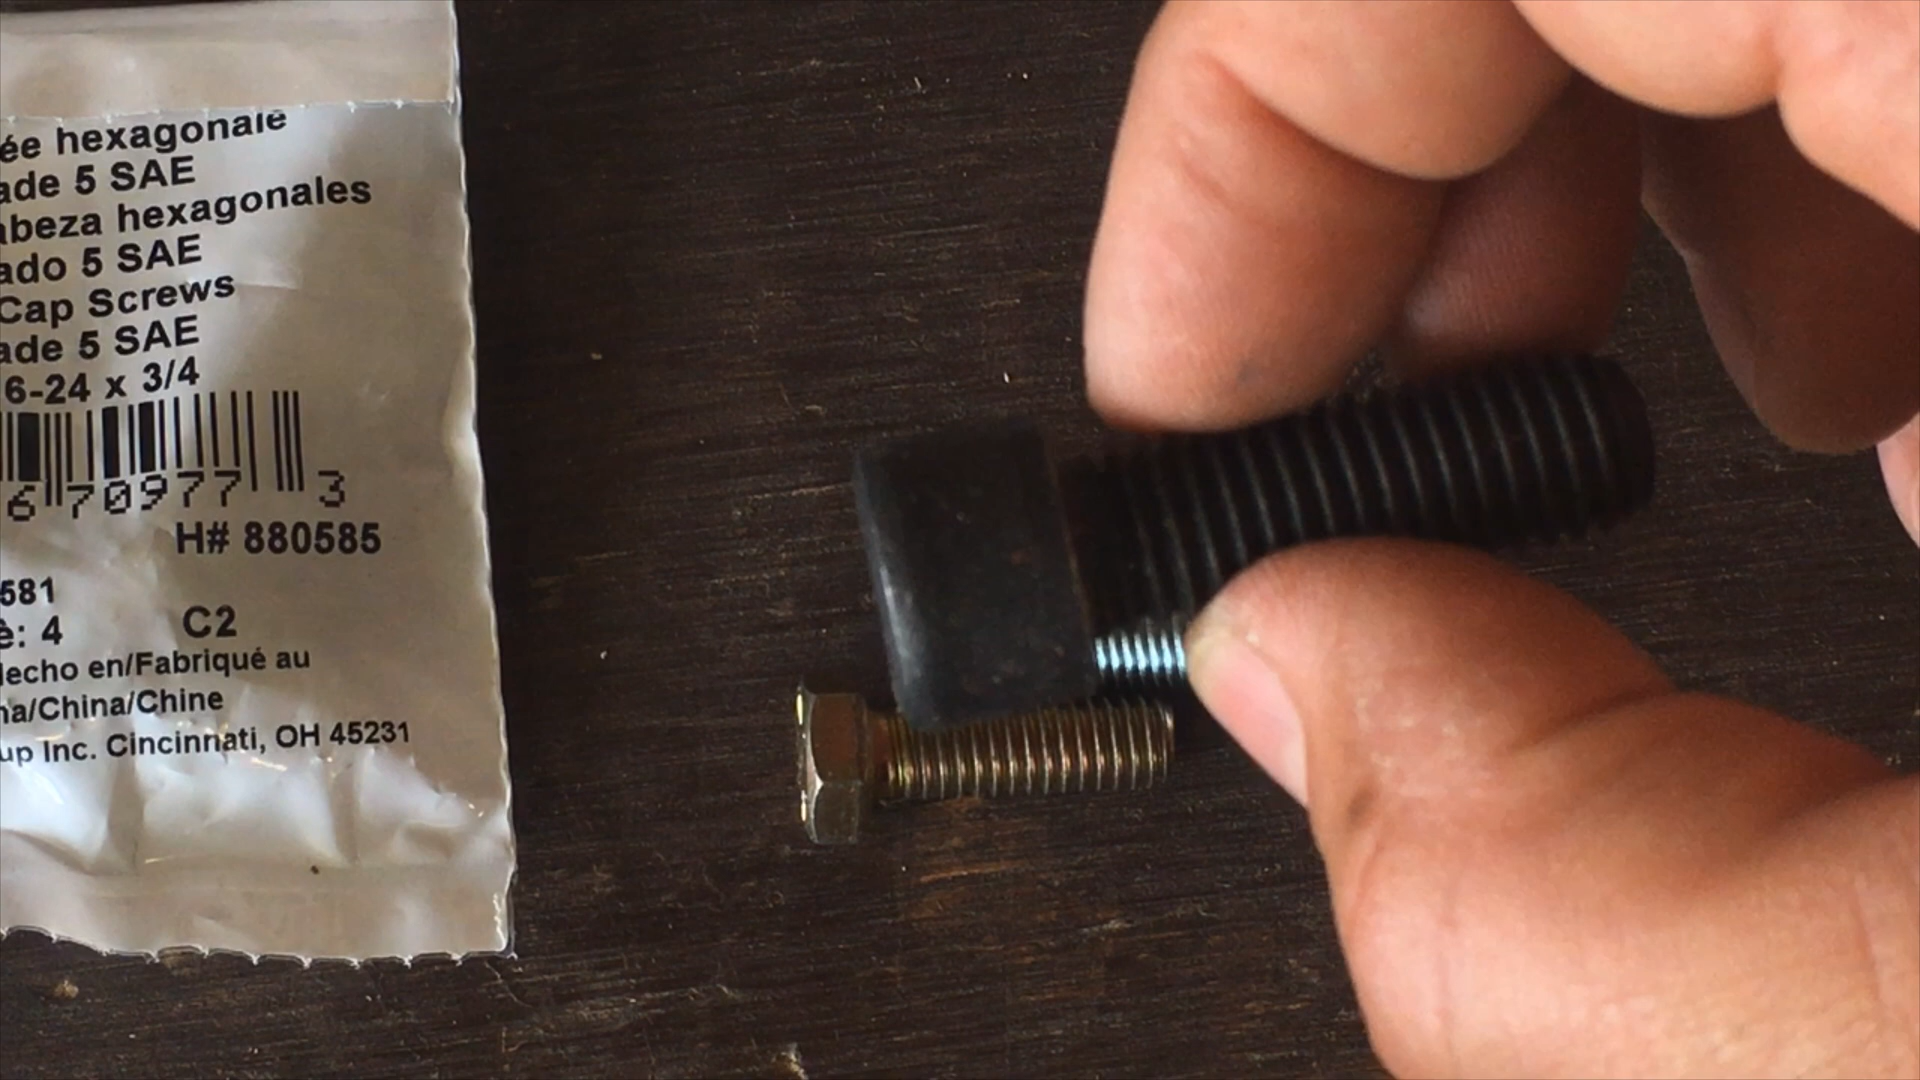 ée hexagonale
ade 5 SAE
abeza hexagonales
ado 5 SAE
Cap Screws
ade 5 SAE
6-24 x 3/4
6 70977 3
H# 880585
581
è: 4 C2
Hecho en/Fabriqué au
na/China/Chine
up Inc. Cincinnati, OH 45231